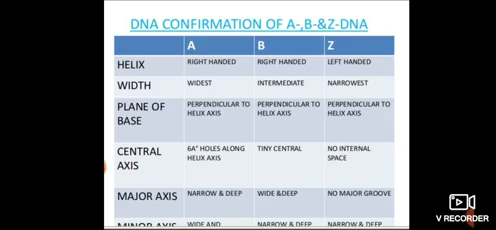 DNA CONFIRMATION OF A-,B-&Z-DNA
A B Z
HELIX RIGHT HANDED RIGHT HANDED LEFT HANDED
WIDTH WIDEST INTERMEDIATE NARROWEST
PLANE OF PERPENDICULAR TO PERPENDICULAR TO PERPENDICULAR TO
BASE HELIX AXIS HELIX AXIS HELIX AXIS
CENTRAL 6A° HOLES ALONG TINY CENTRAL NO INTERNAL
AXIS HELIX AXIS SPACE
MAJOR AXIS NARROW & DEEP WIDE &DEEP NO MAJOR GROOVE
MINOR AXIS WIDE AND NARROW & DEEP NARROW & DEEP
V RECORDER